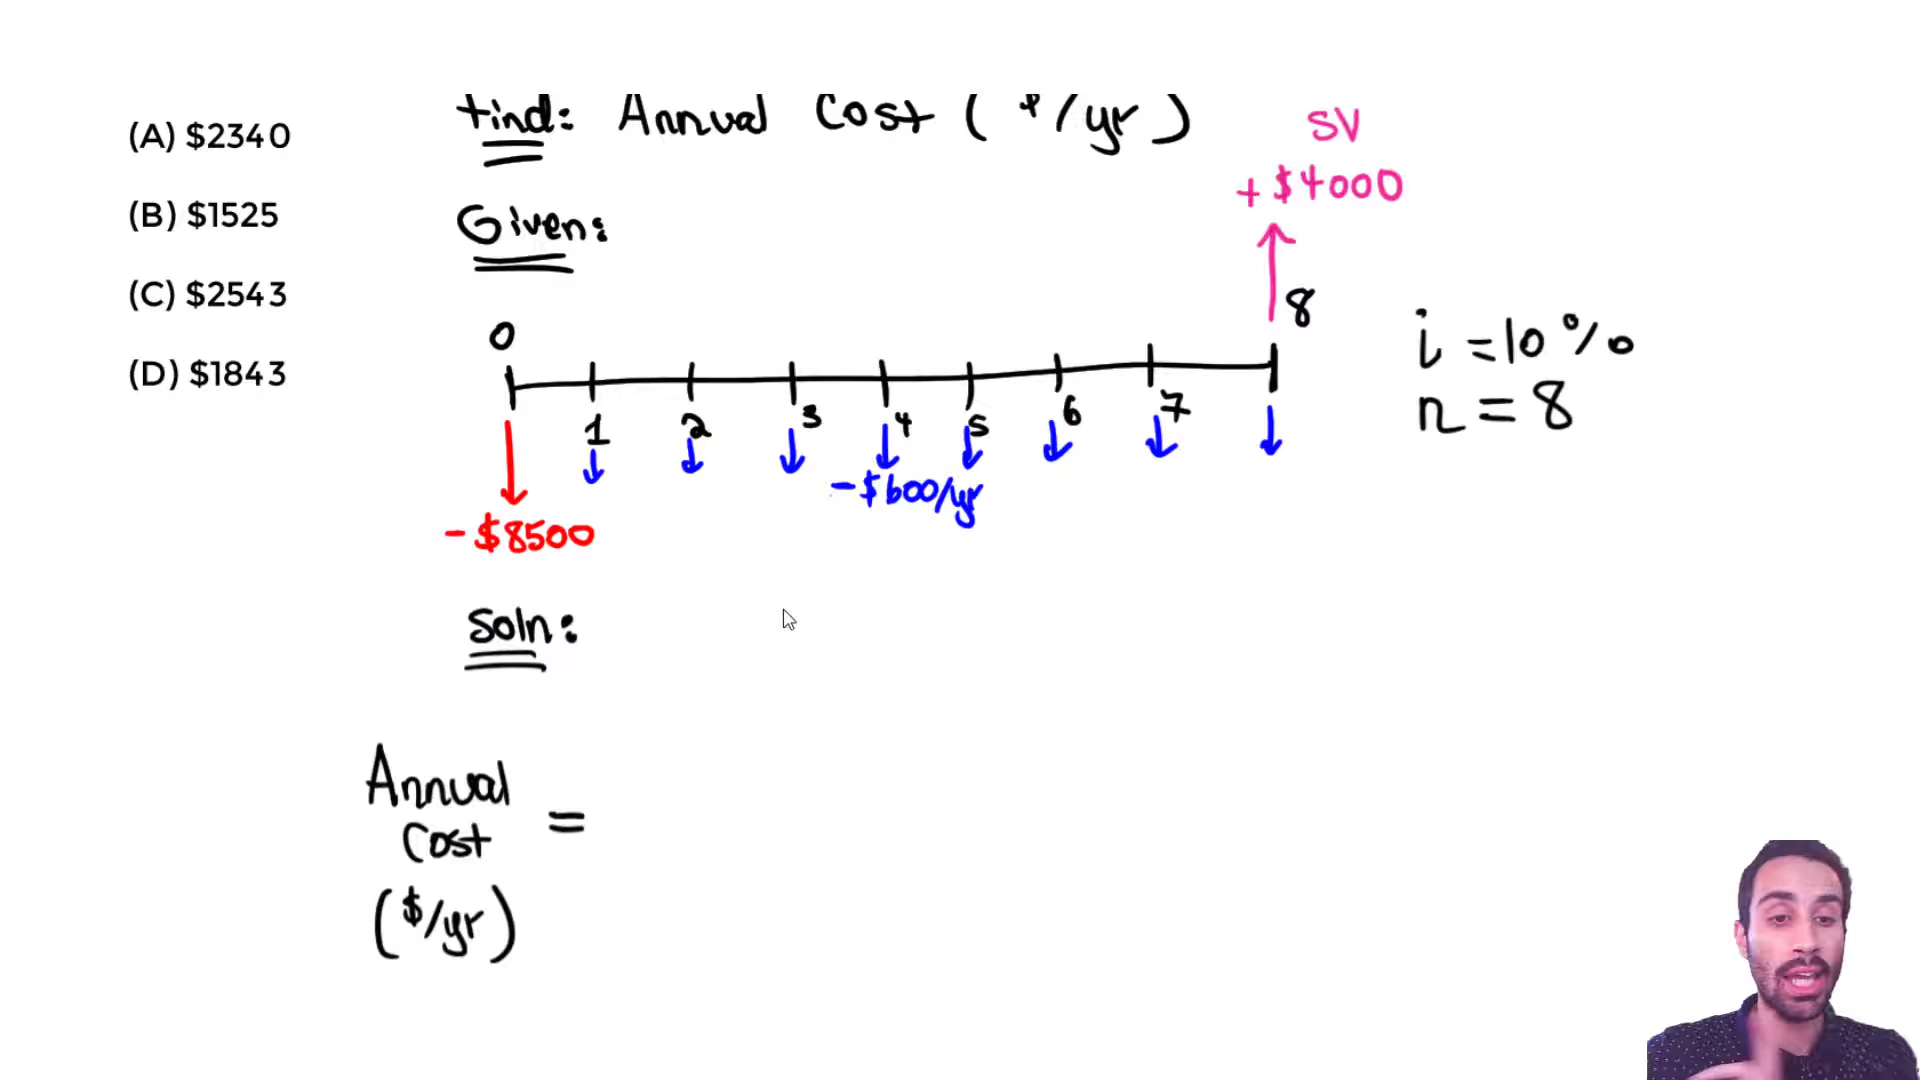 (A) $2340
(B) $1525
(C) $2543
(D) $1843
Find: Annual Cost ($/yr)
Given:
SV
+ $4000
0
1
2
3
4
5
6
7
8
-$8500
-$600/yr
i = 10%
n = 8
Soln:
Annual
Cost
($/yr)
=